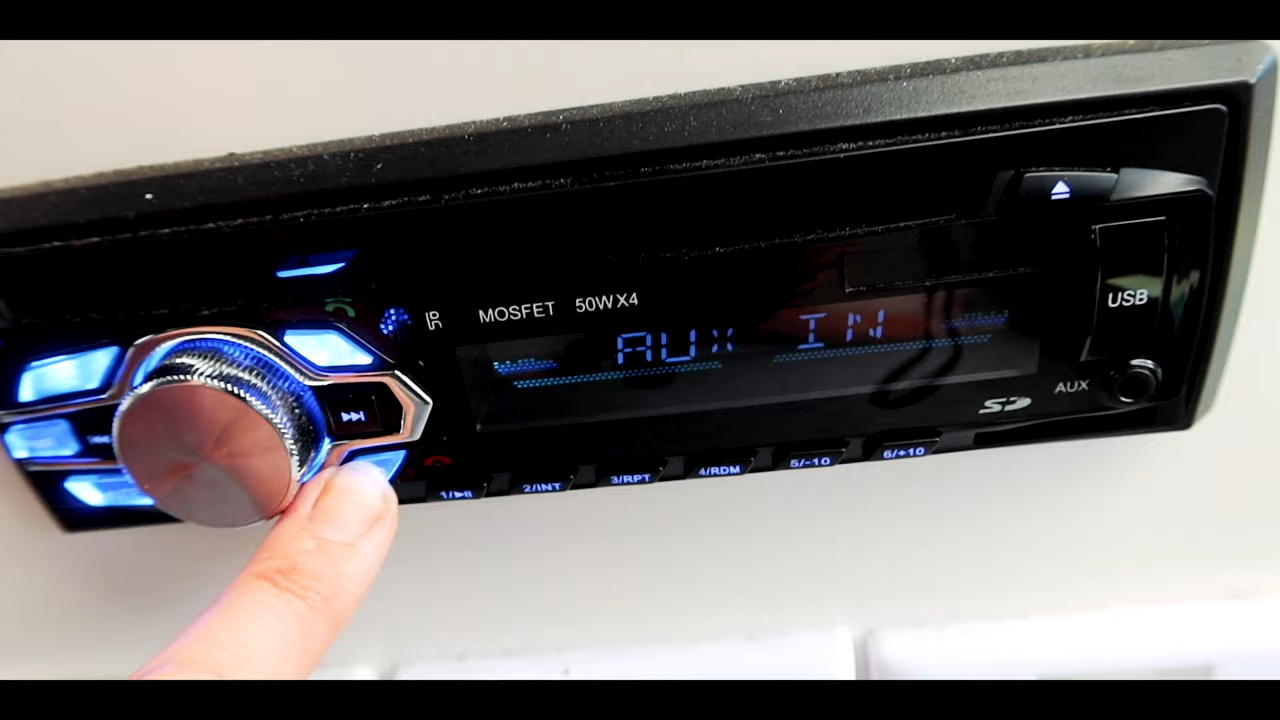 MOSFET 50W X4
AUX IN
USB
AUX
SD
1/⏯
2/INT
3/RPT
4/RDM
5/-10
6/+10